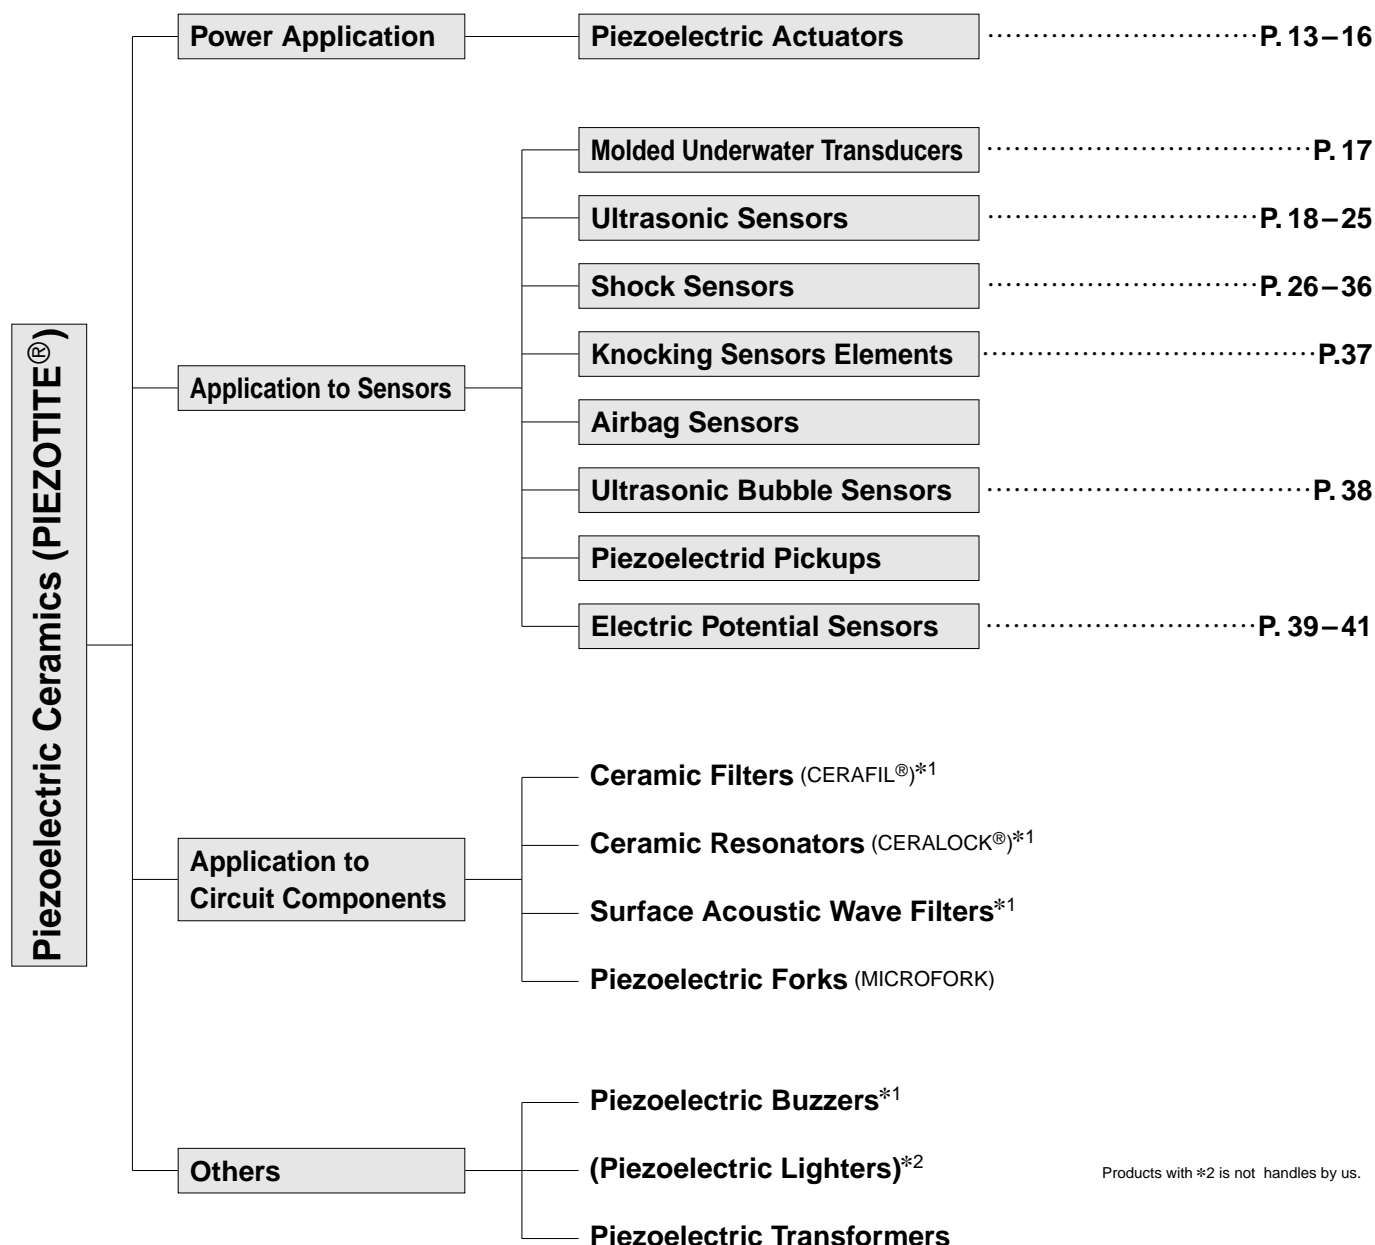 Piezoelectric Ceramics (PIEZOTITE®)
Power Application
Piezoelectric Actuators ······························ P. 13–16
Application to Sensors
Molded Underwater Transducers ···································· P. 17
Ultrasonic Sensors ······························ P. 18–25
Shock Sensors ······························ P. 26–36
Knocking Sensors Elements ····································· P.37
Airbag Sensors
Ultrasonic Bubble Sensors ···································· P. 38
Piezoelectrid Pickups
Electric Potential Sensors ······························ P. 39–41
Application to
Circuit Components
Ceramic Filters (CERAFIL®)*1
Ceramic Resonators (CERALOCK®)*1
Surface Acoustic Wave Filters*1
Piezoelectric Forks (MICROFORK)
Others
Piezoelectric Buzzers*1
(Piezoelectric Lighters)*2
Products with *2 is not handles by us.
Piezoelectric Transformers